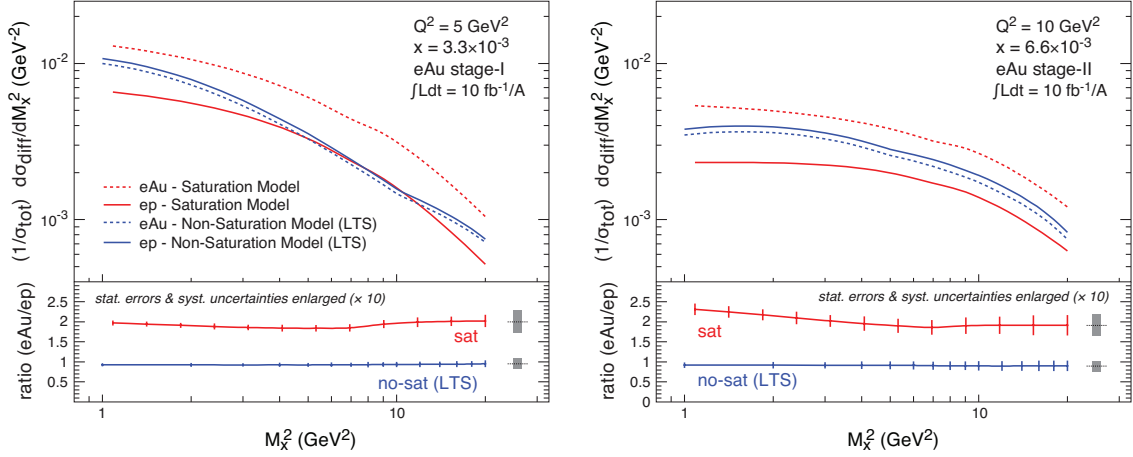 (1/σtot) dσdiff/dMx² (GeV⁻²)
10⁻²
10⁻³
Q² = 5 GeV²
x = 3.3×10⁻³
eAu stage-I
∫Ldt = 10 fb⁻¹/A
eAu - Saturation Model
ep - Saturation Model
eAu - Non-Saturation Model (LTS)
ep - Non-Saturation Model (LTS)
ratio (eAu/ep)
2.5
2
1.5
1
0.5
stat. errors & syst. uncertainties enlarged (× 10)
sat
no-sat (LTS)
1
10
Mx² (GeV²)
(1/σtot) dσdiff/dMx² (GeV⁻²)
10⁻²
10⁻³
Q² = 10 GeV²
x = 6.6×10⁻³
eAu stage-II
∫Ldt = 10 fb⁻¹/A
ratio (eAu/ep)
2.5
2
1.5
1
0.5
0
stat. errors & syst. uncertainties enlarged (× 10)
sat
no-sat (LTS)
1
10
Mx² (GeV²)